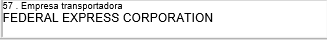 57 . Empresa transportadora
FEDERAL EXPRESS CORPORATION